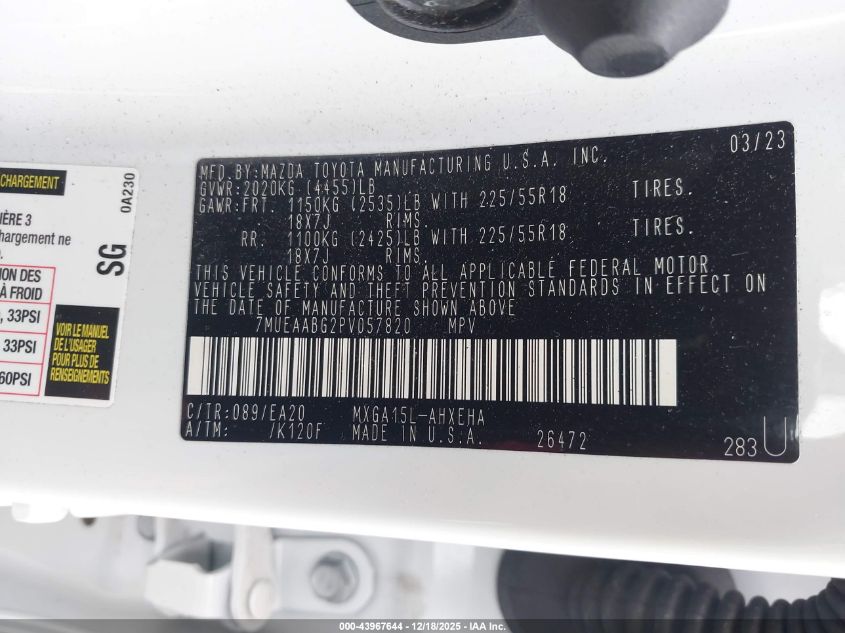 CHARGEMENT
IÈRE 3
chargement ne
ION DES
À FROID
, 33PSI
33PSI
60PSI
SG
0A230
VOIR LE MANUEL
DE L'USAGER
POUR PLUS DE
RENSEIGNEMENTS
MFD.BY:MAZDA TOYOTA MANUFACTURING U.S.A. INC. 03/23
GVWR:2020KG (4455)LB
GAWR:FRT. 1150KG (2535)LB WITH 225/55R18 TIRES.
18X7J RIMS.
RR. 1100KG (2425)LB WITH 225/55R18 TIRES.
18X7J RIMS.
THIS VEHICLE CONFORMS TO ALL APPLICABLE FEDERAL MOTOR
VEHICLE SAFETY AND THEFT PREVENTION STANDARDS IN EFFECT ON
THE DATE OF MANUFACTURE SHOWN ABOVE
7MUEAABG2PV057820 MPV
C/TR:089/EA20 MXGA15L-AHXEHA
A/TM: /K120F MADE IN U.S.A. 26472 283U
000-43967644 - 12/18/2025 - IAA Inc.